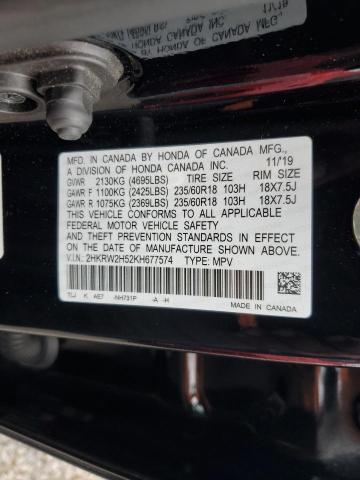 MFD. IN CANADA BY HONDA OF CANADA MFG., 11/19
A DIVISION OF HONDA CANADA INC.
TIRE SIZE RIM SIZE
GVWR 2130KG (4695LBS)
GAWR F 1100KG (2425LBS) 235/60R18 103H 18X7.5J
GAWR R 1075KG (2369LBS) 235/60R18 103H 18X7.5J
THIS VEHICLE CONFORMS TO ALL APPLICABLE
FEDERAL MOTOR VEHICLE SAFETY
AND THEFT PREVENTION STANDARDS IN EFFECT
ON THE DATE OF MANUFACTURE SHOWN ABOVE.
V.I.N.: 2HKRW2H52KH677574 TYPE: MPV
TLJ K AE7 -NH731P -A -H
MADE IN CANADA